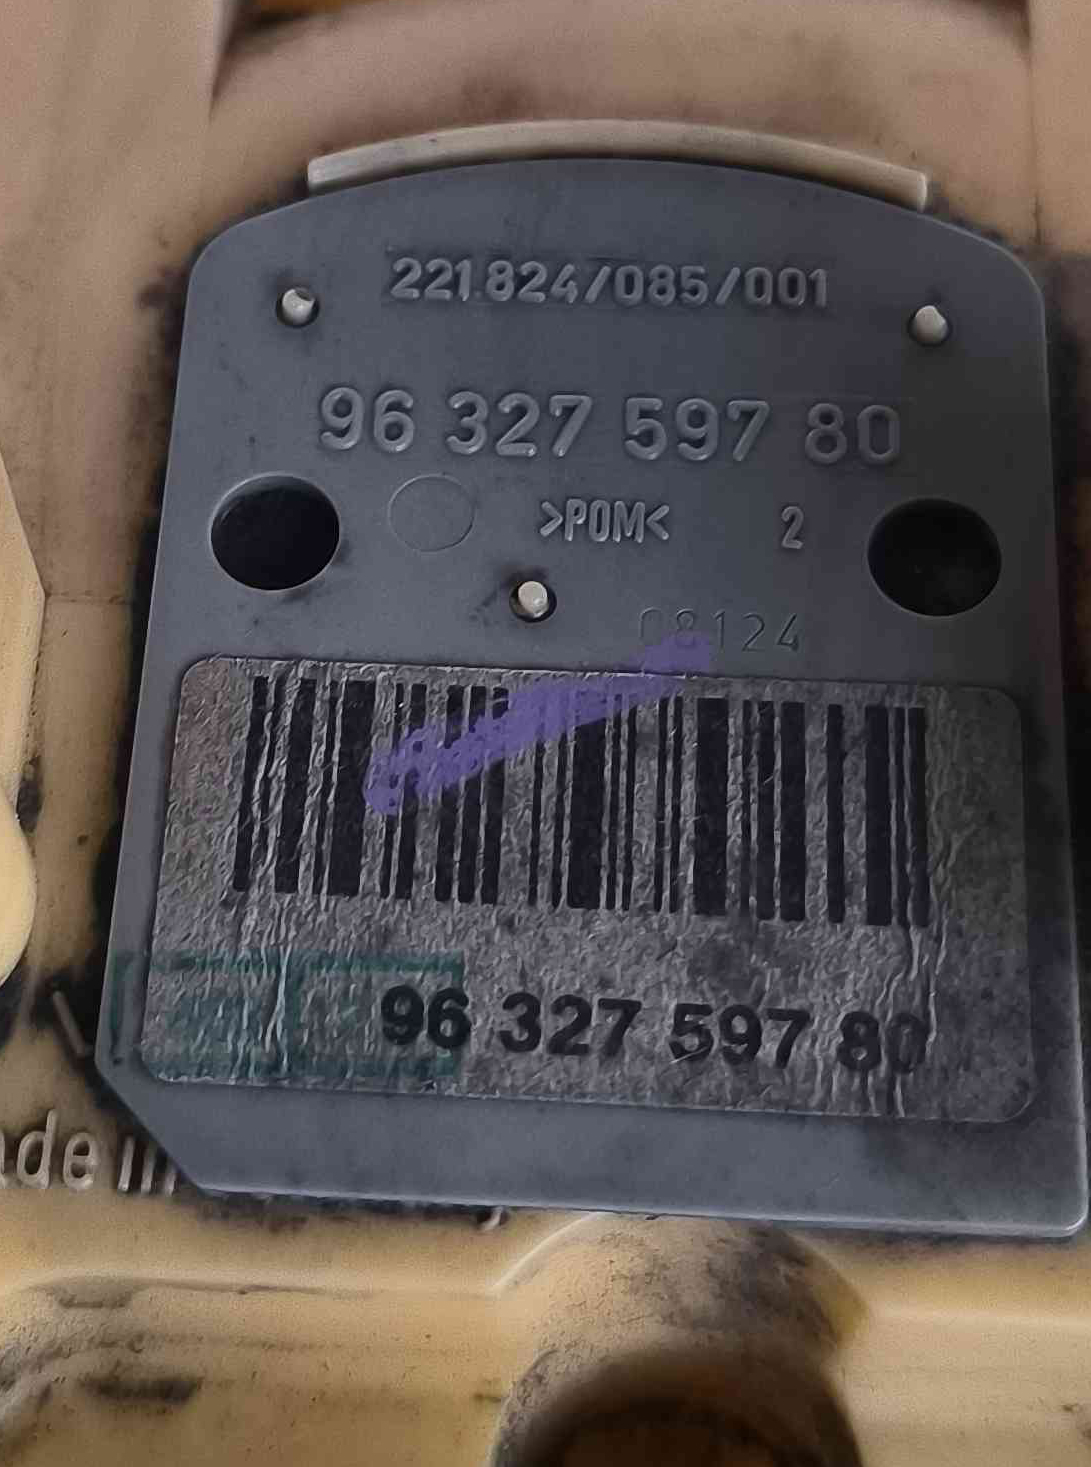 221.824/085/001
96 327 597 80
>POM< 2
08124
96 327 597 80
ade in